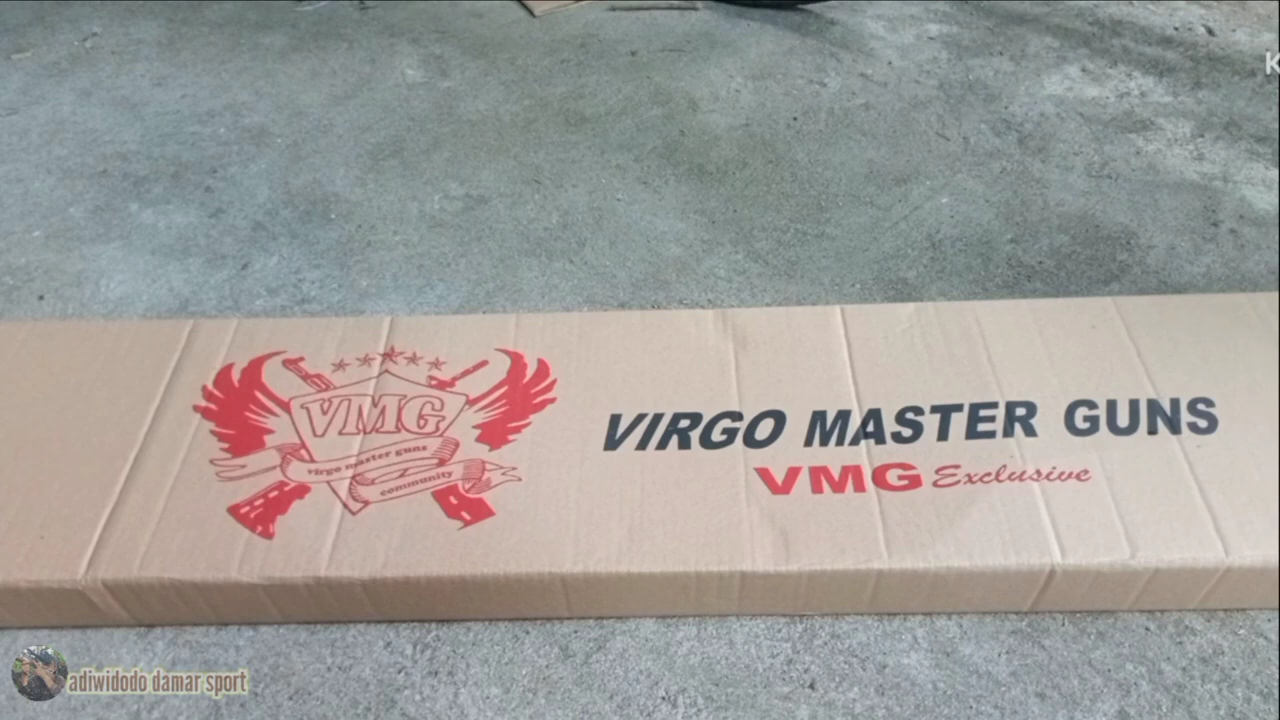 K
VMG
virgo master guns
community
VIRGO MASTER GUNS
VMG Exclusive
adiwidodo damar sport